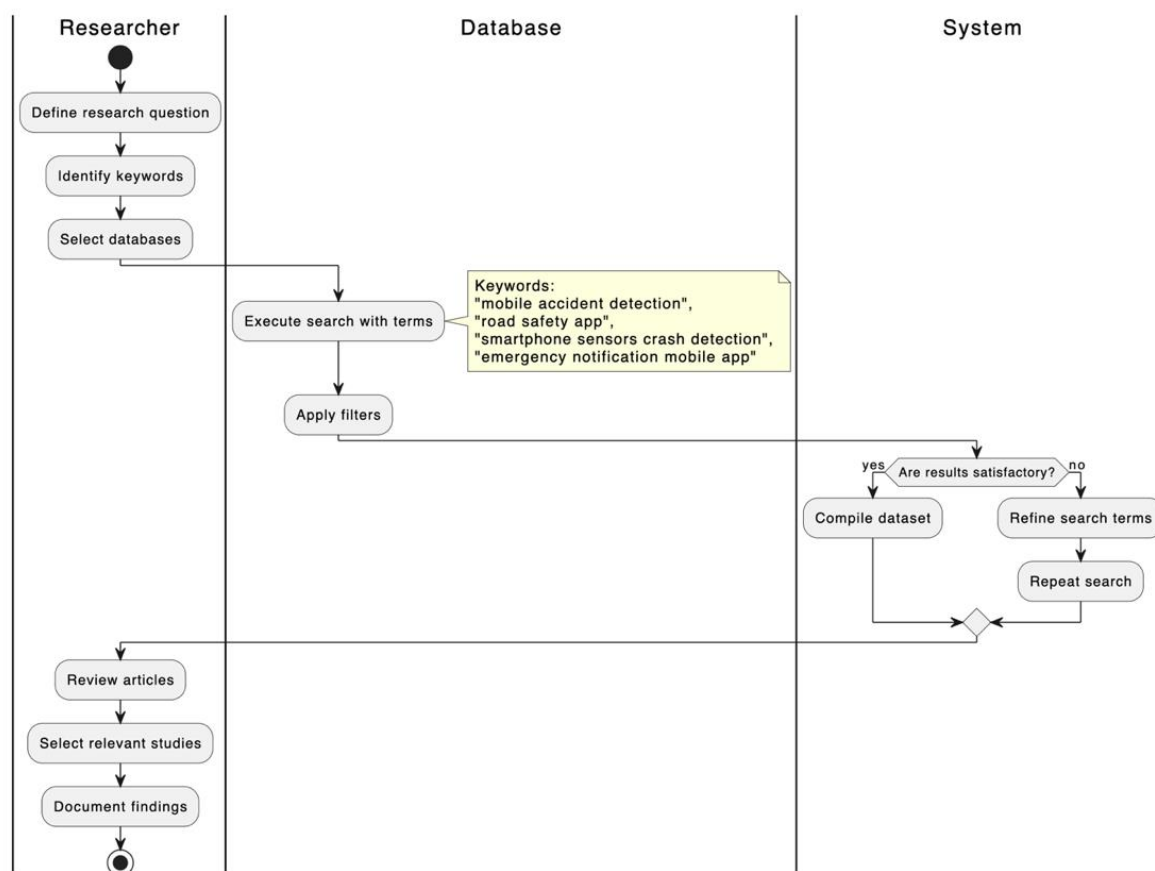 Researcher
Database
System
Define research question
Identify keywords
Select databases
Execute search with terms
Keywords:
"mobile accident detection",
"road safety app",
"smartphone sensors crash detection",
"emergency notification mobile app"
Apply filters
yes
Are results satisfactory?
no
Compile dataset
Refine search terms
Repeat search
Review articles
Select relevant studies
Document findings